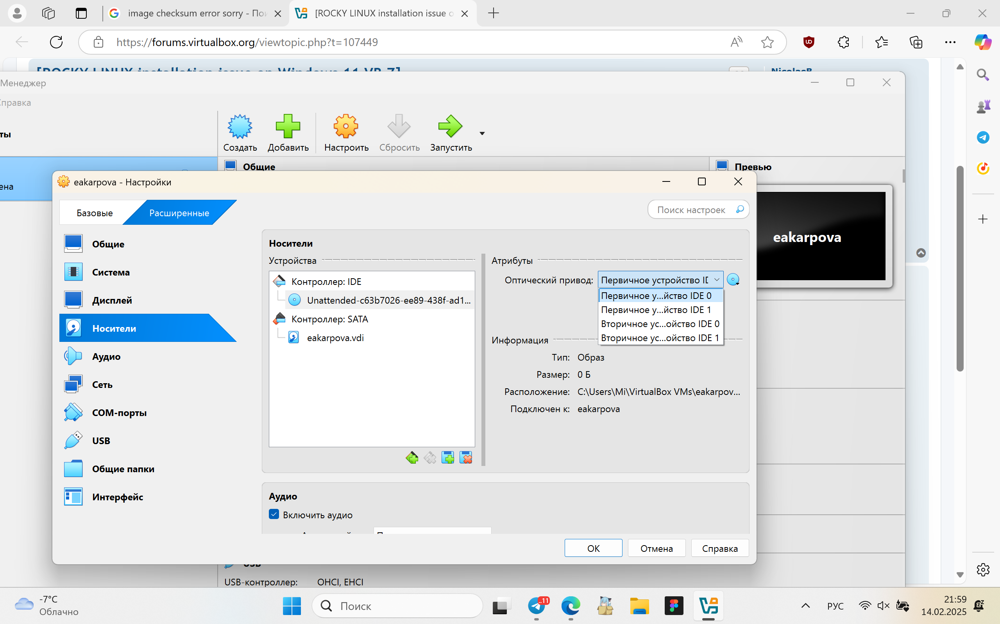 image checksum error sorry - Пои
[ROCKY LINUX installation issue o
https://forums.virtualbox.org/viewtopic.php?t=107449
[ROCKY LINUX installation issue on Windows 11 VB 7]
NicolasB
Менеджер
Справка
ты
Создать
Добавить
Настроить
Сбросить
Запустить
Общие
Превью
ена
eakarpova
eakarpova - Настройки
Базовые
Расширенные
Поиск настроек
Общие
Система
Дисплей
Носители
Аудио
Сеть
COM-порты
USB
Общие папки
Интерфейс
Носители
Устройства
Контроллер: IDE
Unattended-c63b7026-ee89-438f-ad1...
Контроллер: SATA
eakarpova.vdi
Атрибуты
Оптический привод:
Первичное устройство IE
Первичное у...йство IDE 0
Первичное у...йство IDE 1
Вторичное ус...ойство IDE 0
Вторичное ус...ойство IDE 1
Информация
Тип: Образ
Размер: 0 Б
Расположение: C:\Users\Mi\VirtualBox VMs\eakarpov...
Подключен к: eakarpova
Аудио
Включить аудио
OK
Отмена
Справка
USB
USB-контроллер: OHCI, EHCI
-7°C
Облачно
Поиск
..11
РУС
21:59
14.02.2025